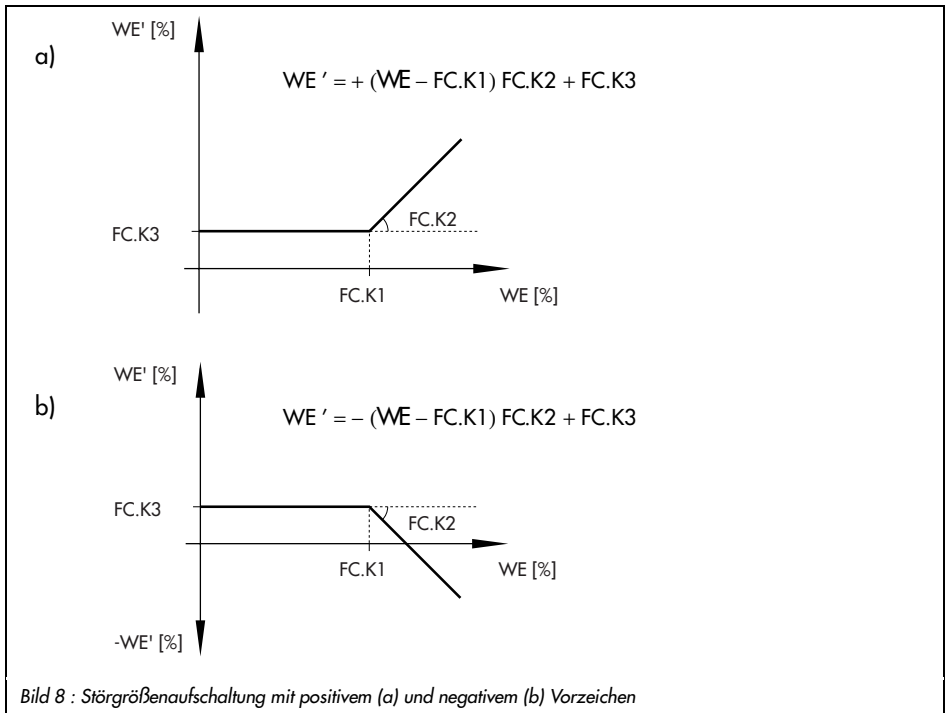 WE' [%]
a)
WE ′ = + (WE – FC.K1) FC.K2 + FC.K3
FC.K2
FC.K3
FC.K1
WE [%]
WE' [%]
b)
WE ′ = – (WE – FC.K1) FC.K2 + FC.K3
FC.K3
FC.K2
FC.K1
WE [%]
-WE' [%]
Bild 8 : Störgrößenaufschaltung mit positivem (a) und negativem (b) Vorzeichen